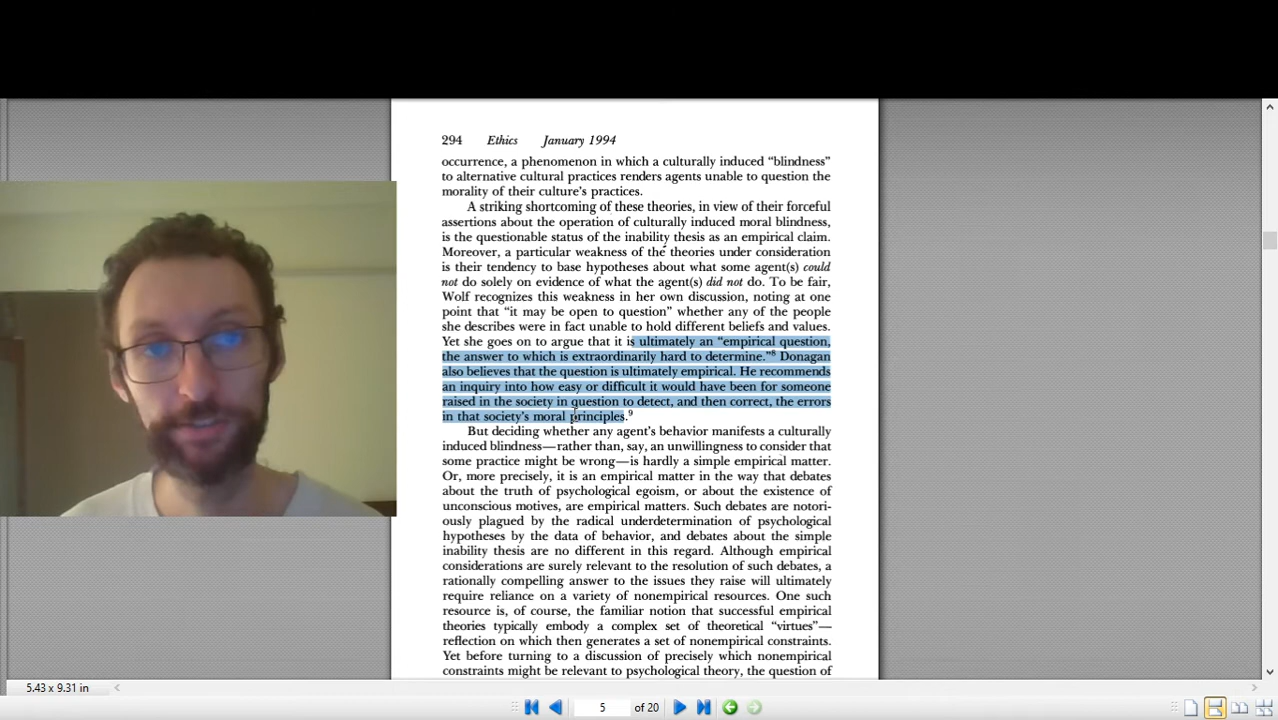 294 Ethics January 1994
occurrence, a phenomenon in which a culturally induced “blindness”
to alternative cultural practices renders agents unable to question the
morality of their culture's practices.
A striking shortcoming of these theories, in view of their forceful
assertions about the operation of culturally induced moral blindness,
is the questionable status of the inability thesis as an empirical claim.
Moreover, a particular weakness of the theories under consideration
is their tendency to base hypotheses about what some agent(s) could
not do solely on evidence of what the agent(s) did not do. To be fair,
Wolf recognizes this weakness in her own discussion, noting at one
point that “it may be open to question” whether any of the people
she describes were in fact unable to hold different beliefs and values.
Yet she goes on to argue that it is ultimately an “empirical question,
the answer to which is extraordinarily hard to determine.”⁸ Donagan
also believes that the question is ultimately empirical. He recommends
an inquiry into how easy or difficult it would have been for someone
raised in the society in question to detect, and then correct, the errors
in that society's moral principles.⁹
But deciding whether any agent's behavior manifests a culturally
induced blindness—rather than, say, an unwillingness to consider that
some practice might be wrong—is hardly a simple empirical matter.
Or, more precisely, it is an empirical matter in the way that debates
about the truth of psychological egoism, or about the existence of
unconscious motives, are empirical matters. Such debates are notori-
ously plagued by the radical underdetermination of psychological
hypotheses by the data of behavior, and debates about the simple
inability thesis are no different in this regard. Although empirical
considerations are surely relevant to the resolution of such debates, a
rationally compelling answer to the issues they raise will ultimately
require reliance on a variety of nonempirical resources. One such
resource is, of course, the familiar notion that successful empirical
theories typically embody a complex set of theoretical “virtues”—
reflection on which then generates a set of nonempirical constraints.
Yet before turning to a discussion of precisely which nonempirical
constraints might be relevant to psychological theory, the question of
5.43 x 9.31 in
5 of 20